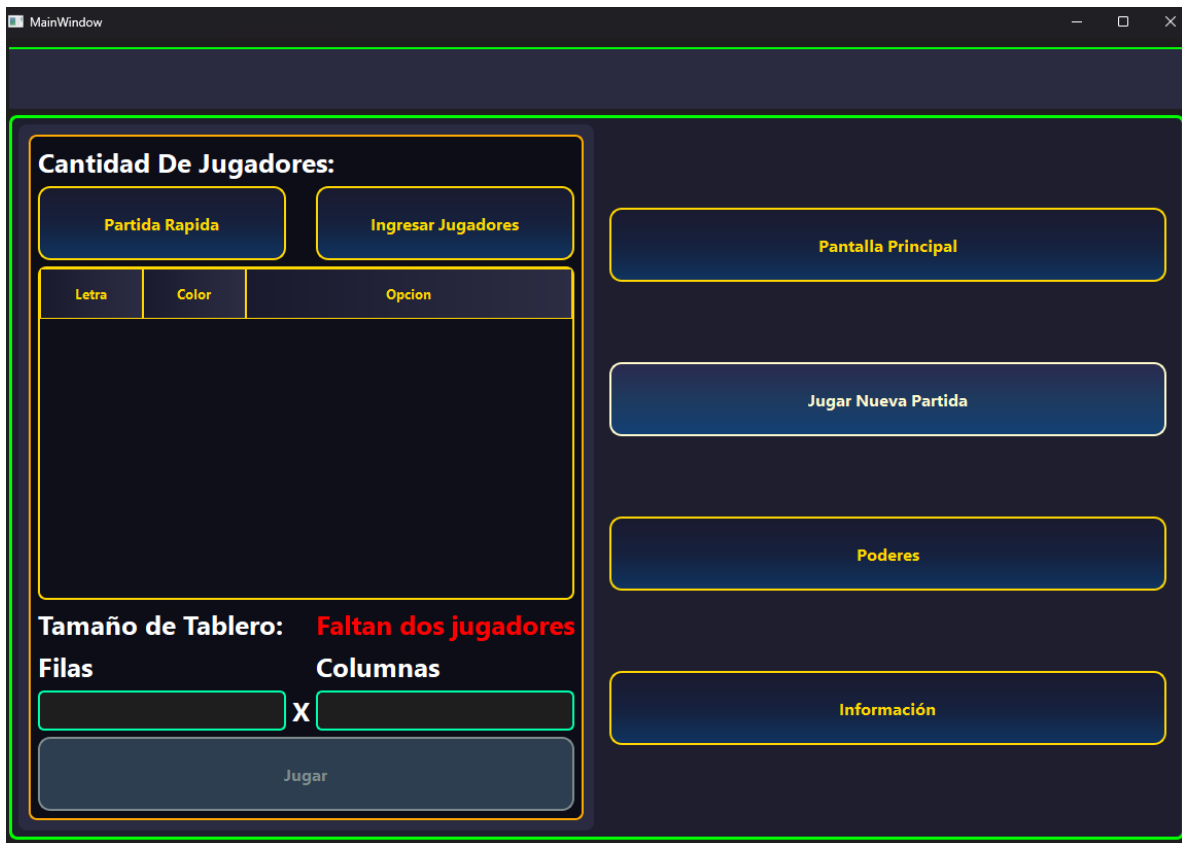 MainWindow
Cantidad De Jugadores:
Partida Rapida
Ingresar Jugadores
Letra
Color
Opcion
Tamaño de Tablero:
Faltan dos jugadores
Filas
Columnas
X
Jugar
Pantalla Principal
Jugar Nueva Partida
Poderes
Información